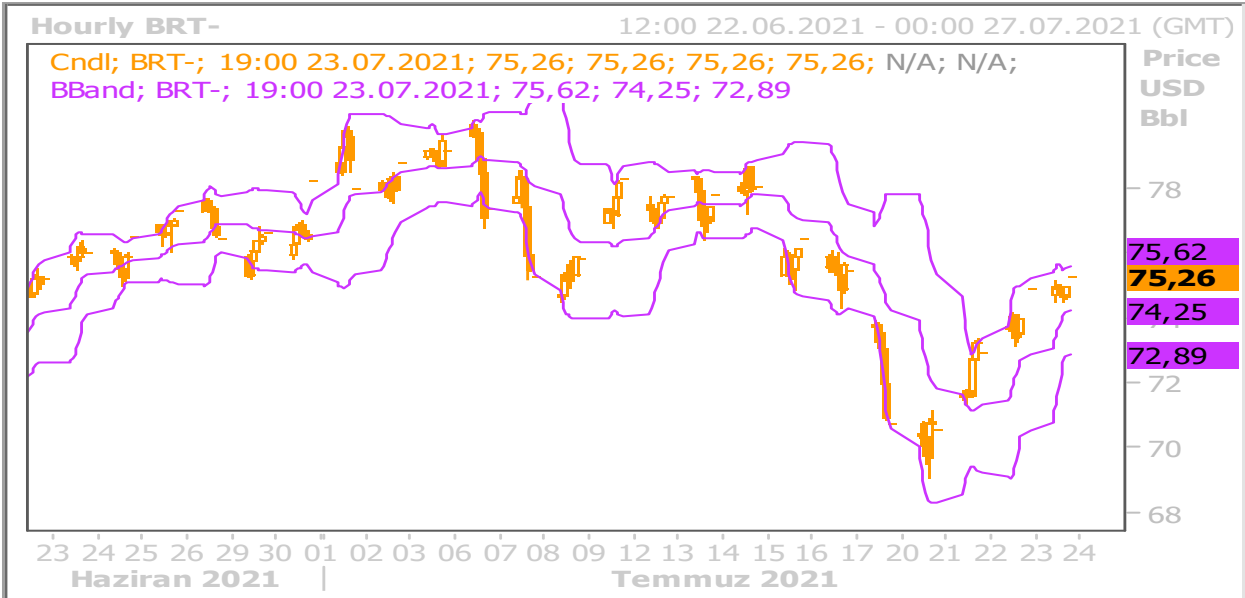 Hourly BRT-
12:00 22.06.2021 - 00:00 27.07.2021 (GMT)
Cndl; BRT-; 19:00 23.07.2021; 75,26; 75,26; 75,26; 75,26; N/A; N/A;
BBand; BRT-; 19:00 23.07.2021; 75,62; 74,25; 72,89
Price
USD
Bbl
78
75,62
75,26
74,25
72,89
72
70
68
23 24 25 26 29 30 01 02 03 06 07 08 09 12 13 14 15 16 17 20 21 22 23 24
Haziran 2021 | Temmuz 2021